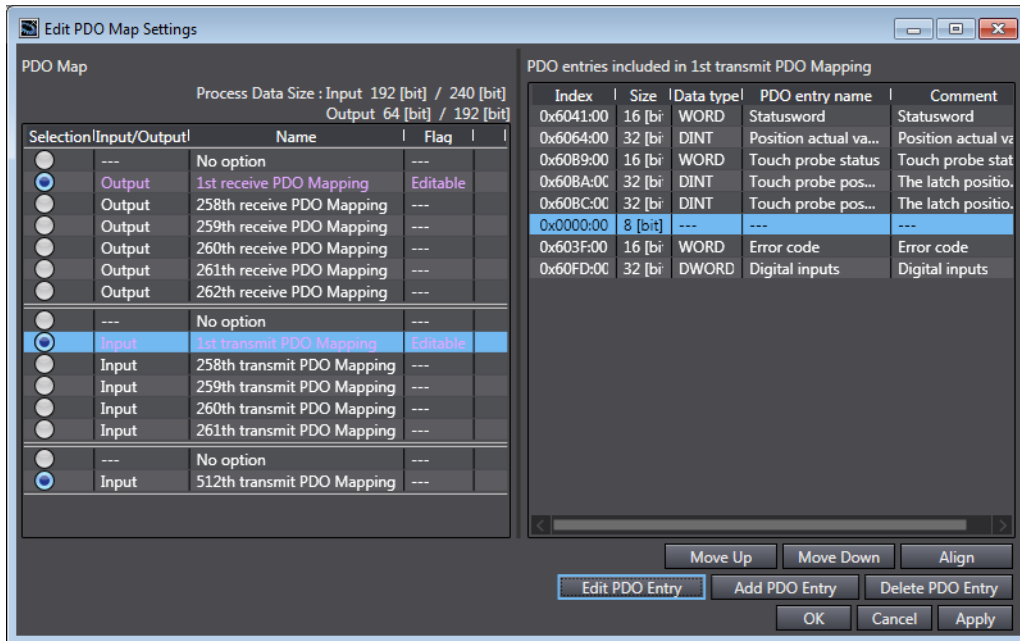 Edit PDO Map Settings
PDO Map
Process Data Size : Input 192 [bit] / 240 [bit]
Output 64 [bit] / 192 [bit]
Selection Input/Output Name Flag
--- No option ---
Output 1st receive PDO Mapping Editable
Output 258th receive PDO Mapping ---
Output 259th receive PDO Mapping ---
Output 260th receive PDO Mapping ---
Output 261th receive PDO Mapping ---
Output 262th receive PDO Mapping ---
--- No option ---
Input 1st transmit PDO Mapping Editable
Input 258th transmit PDO Mapping ---
Input 259th transmit PDO Mapping ---
Input 260th transmit PDO Mapping ---
Input 261th transmit PDO Mapping ---
--- No option ---
Input 512th transmit PDO Mapping ---
PDO entries included in 1st transmit PDO Mapping
Index Size Data type PDO entry name Comment
0x6041:00 16 [bi WORD Statusword Statusword
0x6064:00 32 [bi DINT Position actual va... Position actual va
0x60B9:00 16 [bi WORD Touch probe status Touch probe stat
0x60BA:00 32 [bi DINT Touch probe pos... The latch positio.
0x60BC:00 32 [bi DINT Touch probe pos... The latch positio.
0x0000:00 8 [bit] --- --- ---
0x603F:00 16 [bi WORD Error code Error code
0x60FD:00 32 [bi DWORD Digital inputs Digital inputs
Move Up Move Down Align
Edit PDO Entry Add PDO Entry Delete PDO Entry
OK Cancel Apply